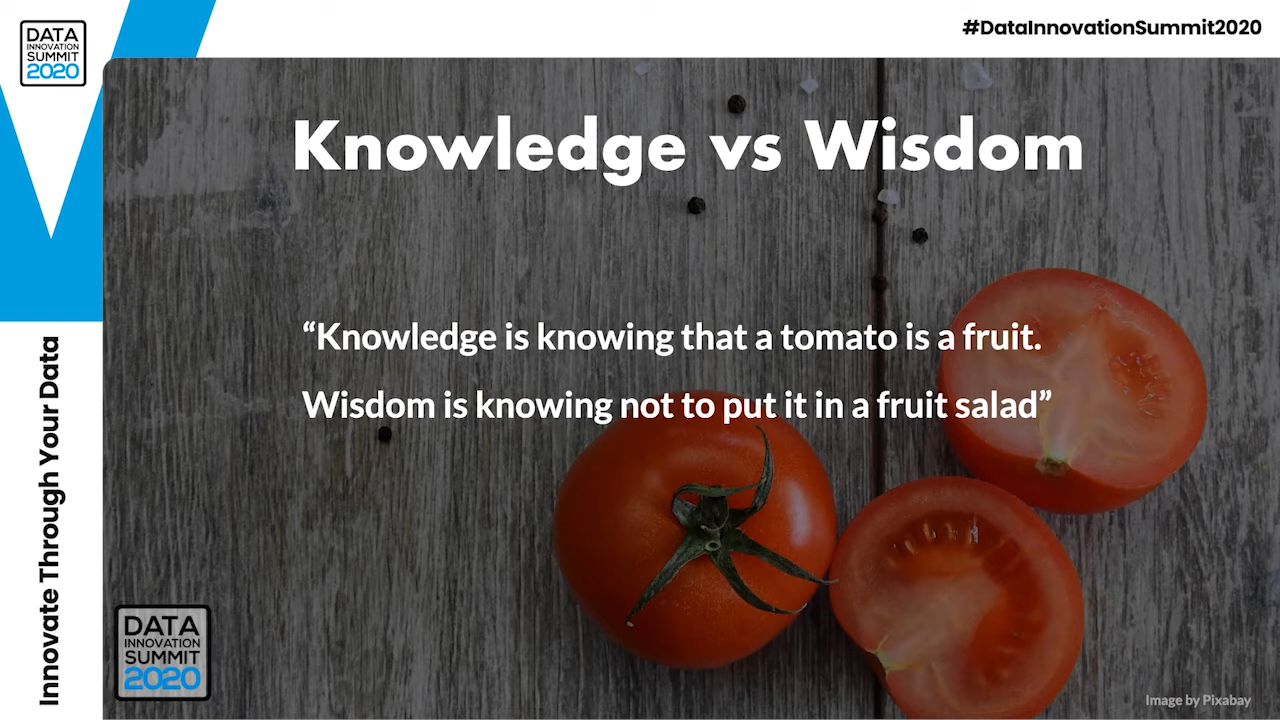 DATA
INNOVATION
SUMMIT
2020
#DataInnovationSummit2020
Knowledge vs Wisdom
“Knowledge is knowing that a tomato is a fruit.
Wisdom is knowing not to put it in a fruit salad”
Innovate Through Your Data
DATA
INNOVATION
SUMMIT
2020
Image by Pixabay